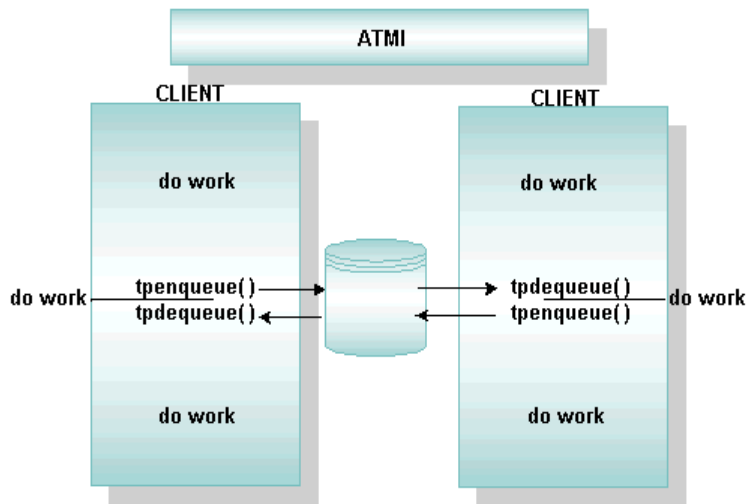 ATMI
CLIENT
CLIENT
do work
do work
tpenqueue()
tpdequeue()
do work
do work
tpdequeue()
tpenqueue()
do work
do work